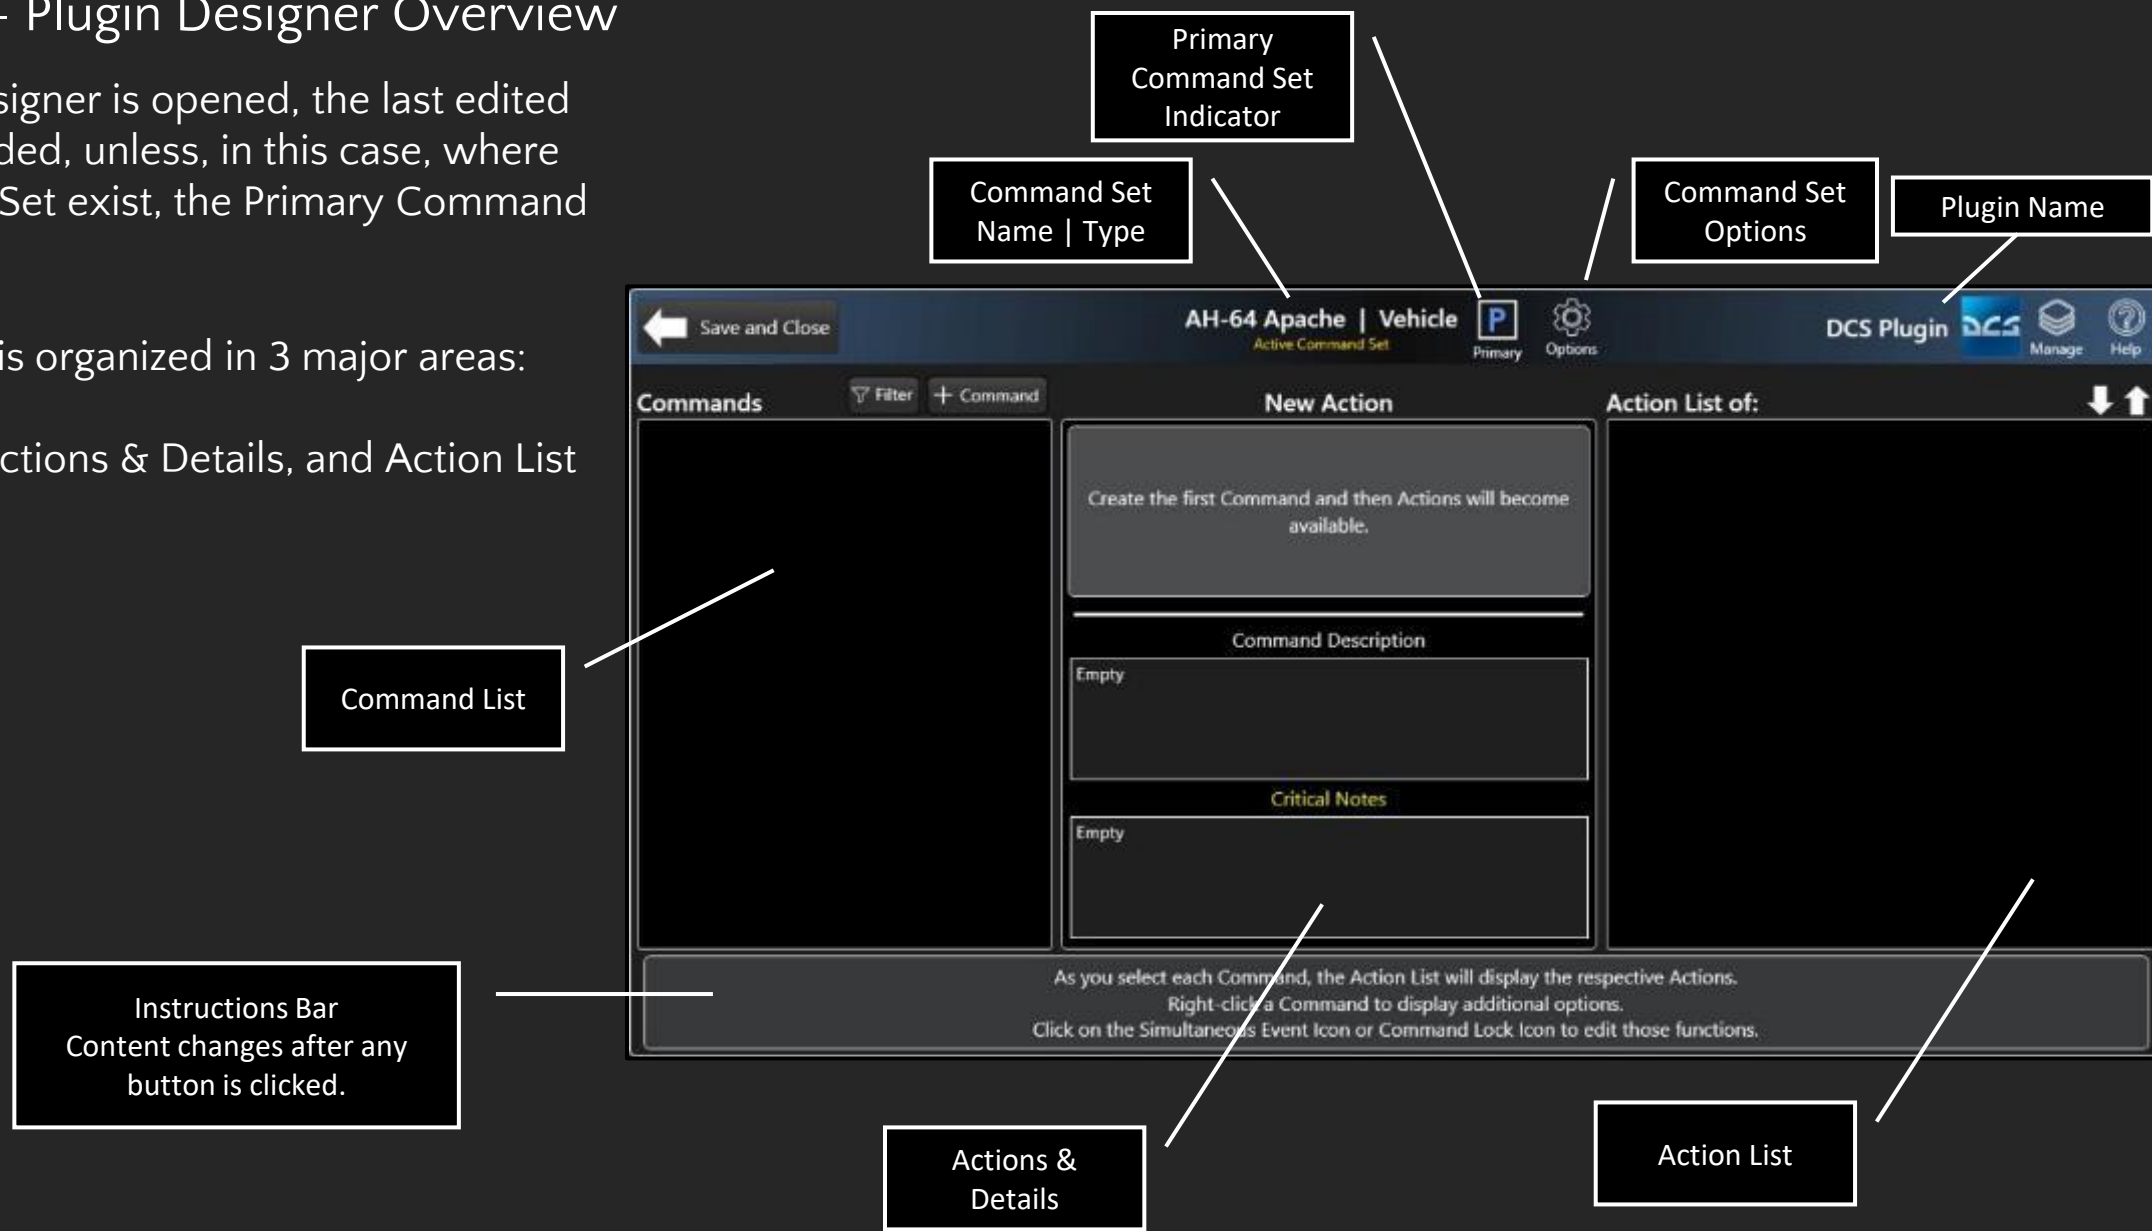 - Plugin Designer Overview
signer is opened, the last edited
ded, unless, in this case, where
Set exist, the Primary Command
is organized in 3 major areas:
ctions & Details, and Action List
Primary
Command Set
Indicator
Command Set
Name | Type
Command Set
Options
Plugin Name
Save and Close
AH-64 Apache | Vehicle
Active Command Set
P
Primary
Options
DCS Plugin
DCS
Manage
Help
Commands
Filter
+ Command
New Action
Action List of:
Create the first Command and then Actions will become
available.
Command Description
Empty
Critical Notes
Empty
Command List
As you select each Command, the Action List will display the respective Actions.
Right-click a Command to display additional options.
Click on the Simultaneous Event Icon or Command Lock Icon to edit those functions.
Instructions Bar
Content changes after any
button is clicked.
Actions &
Details
Action List